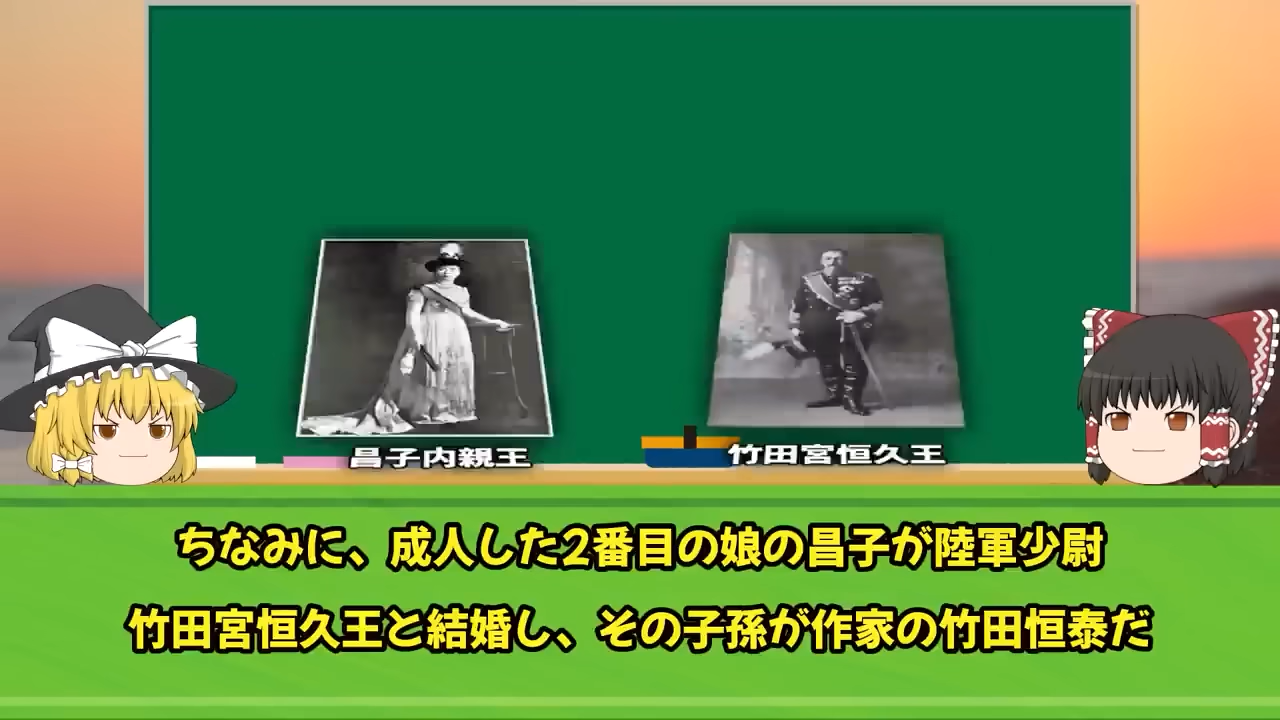 昌子内親王
竹田宮恒久王
ちなみに、成人した2番目の娘の昌子が陸軍少尉
竹田宮恒久王と結婚し、その子孫が作家の竹田恒泰だ